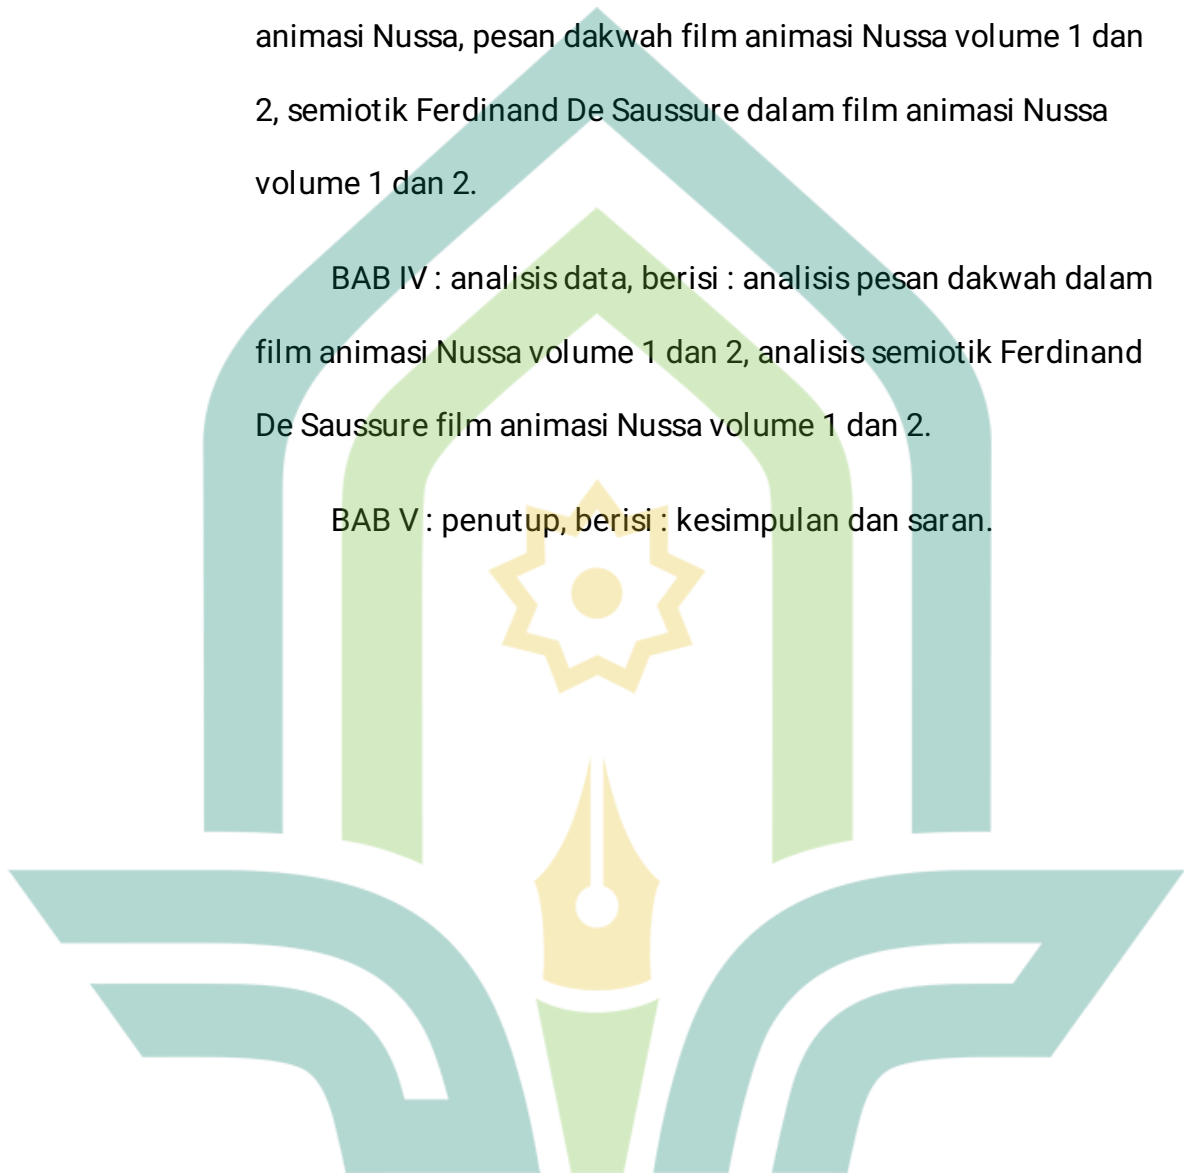 animasi Nussa, pesan dakwah film animasi Nussa volume 1 dan
2, semiotik Ferdinand De Saussure dalam film animasi Nussa
volume 1 dan 2.
BAB IV : analisis data, berisi : analisis pesan dakwah dalam
film animasi Nussa volume 1 dan 2, analisis semiotik Ferdinand
De Saussure film animasi Nussa volume 1 dan 2.
BAB V : penutup, berisi : kesimpulan dan saran.